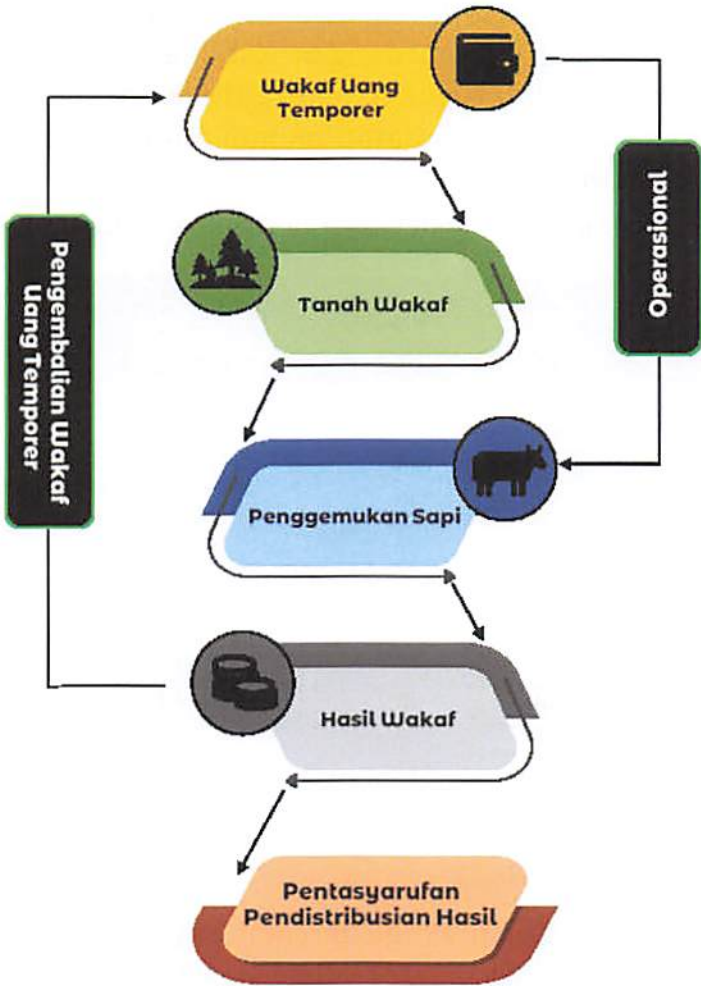 Wakaf Uang
Temporer
Operasional
Pengembalian Wakaf
Uang Temporer
Tanah Wakaf
Penggemukan Sapi
Hasil Wakaf
Pentasyarufan
Pendistribusian Hasil